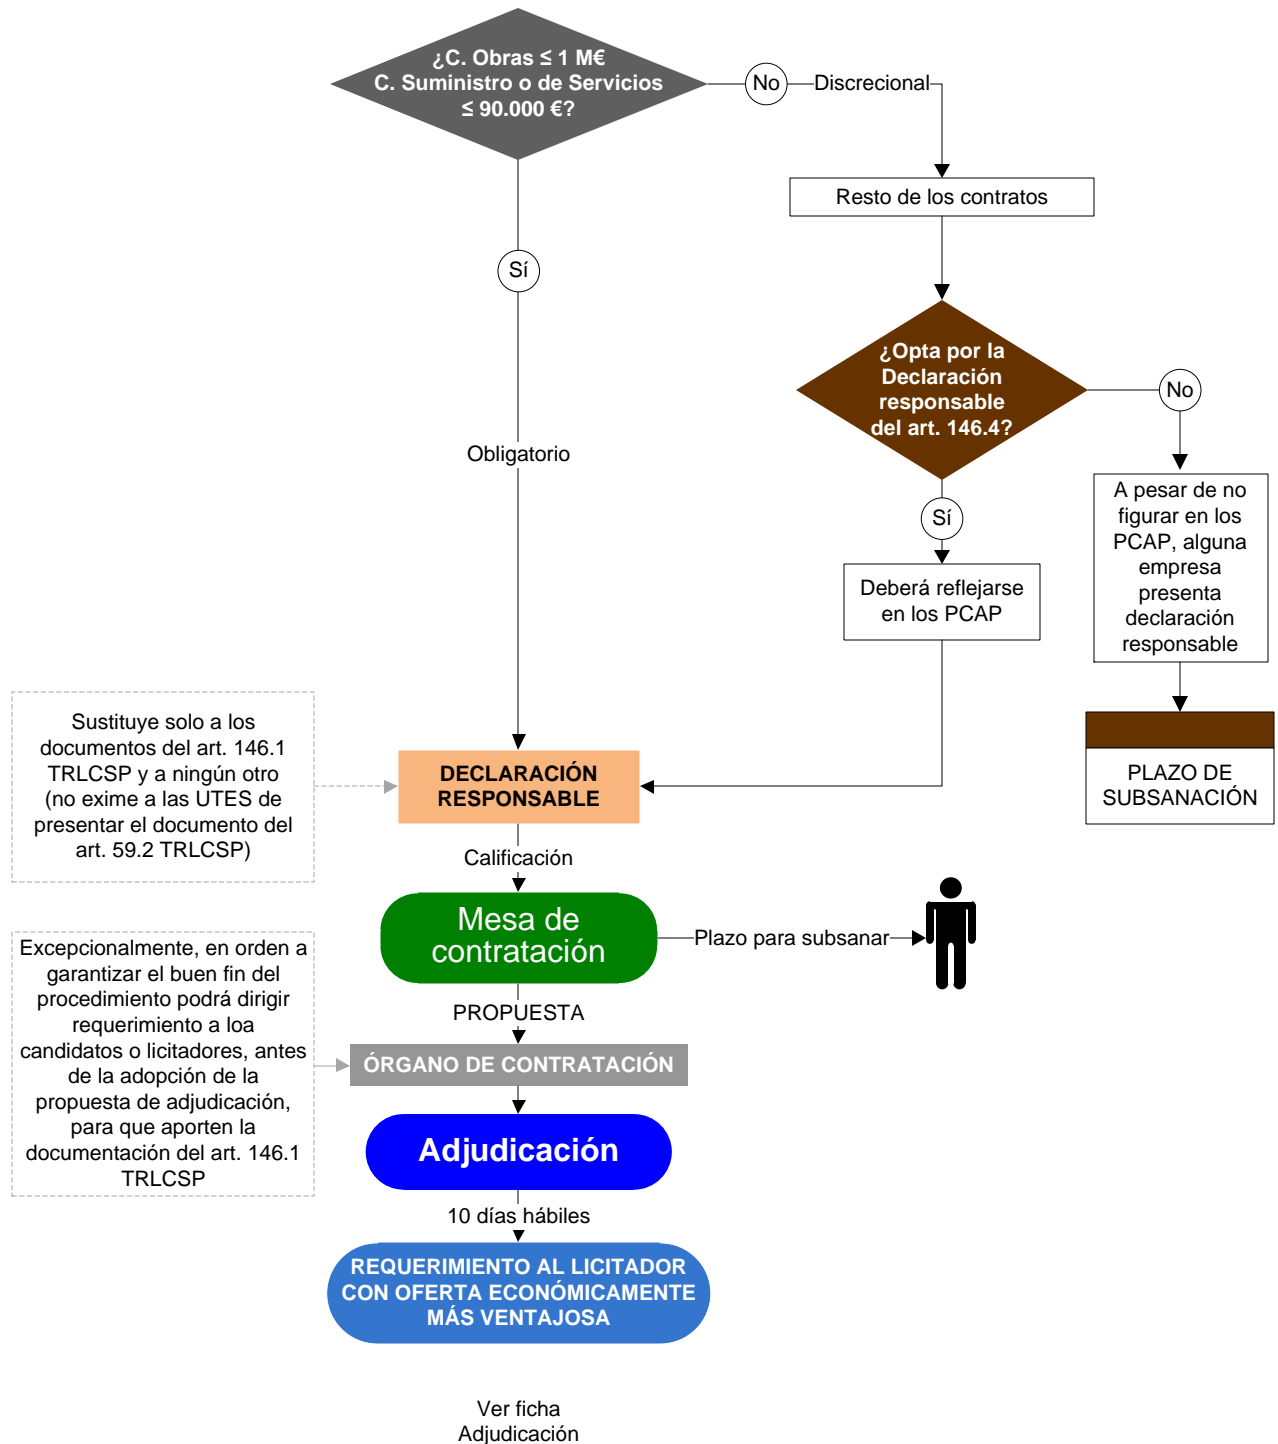 ¿C. Obras ≤ 1 M€
C. Suministro o de Servicios
≤ 90.000 €?
No
Discrecional
Resto de los contratos
Sí
¿Opta por la
Declaración
responsable
del art. 146.4?
No
Obligatorio
A pesar de no
figurar en los
PCAP, alguna
empresa
presenta
declaración
responsable
Sí
Deberá reflejarse
en los PCAP
Sustituye solo a los
documentos del art. 146.1
TRLCSP y a ningún otro
(no exime a las UTES de
presentar el documento del
art. 59.2 TRLCSP)
DECLARACIÓN
RESPONSABLE
PLAZO DE
SUBSANACIÓN
Calificación
Mesa de
contratación
Plazo para subsanar
Excepcionalmente, en orden a
garantizar el buen fin del
procedimiento podrá dirigir
requerimiento a loa
candidatos o licitadores, antes
de la adopción de la
propuesta de adjudicación,
para que aporten la
documentación del art. 146.1
TRLCSP
PROPUESTA
ÓRGANO DE CONTRATACIÓN
Adjudicación
10 días hábiles
REQUERIMIENTO AL LICITADOR
CON OFERTA ECONÓMICAMENTE
MÁS VENTAJOSA
Ver ficha
Adjudicación